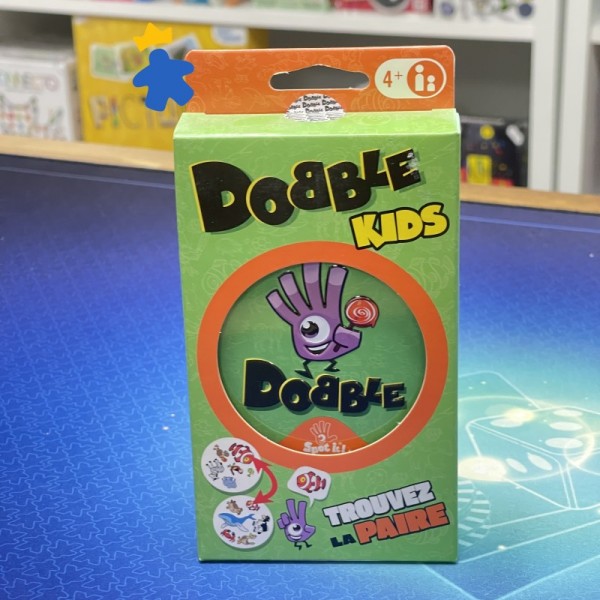 4+
Dobble
KIDS
DOBBLE
Spot it!
TROUVEZ
LA PAIRE